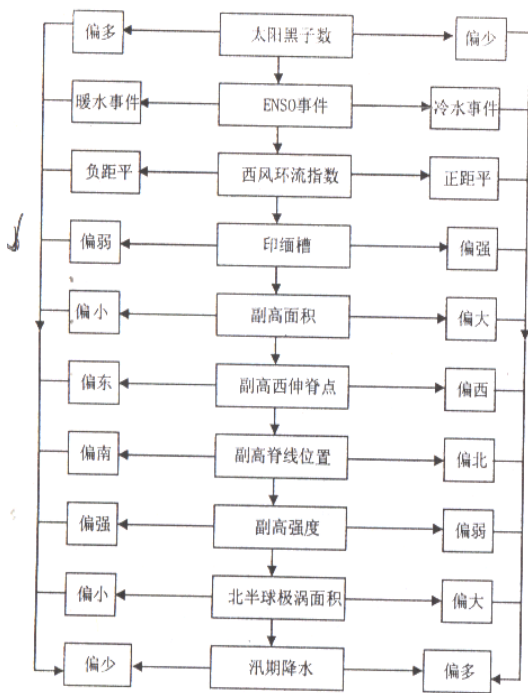 偏多 太阳黑子数 偏少
暖水事件 ENSO事件 冷水事件
负距平 西风环流指数 正距平
偏弱 印缅槽 偏强
偏小 副高面积 偏大
偏东 副高西伸脊点 偏西
偏南 副高脊线位置 偏北
偏强 副高强度 偏弱
偏小 北半球极涡面积 偏大
偏少 汛期降水 偏多